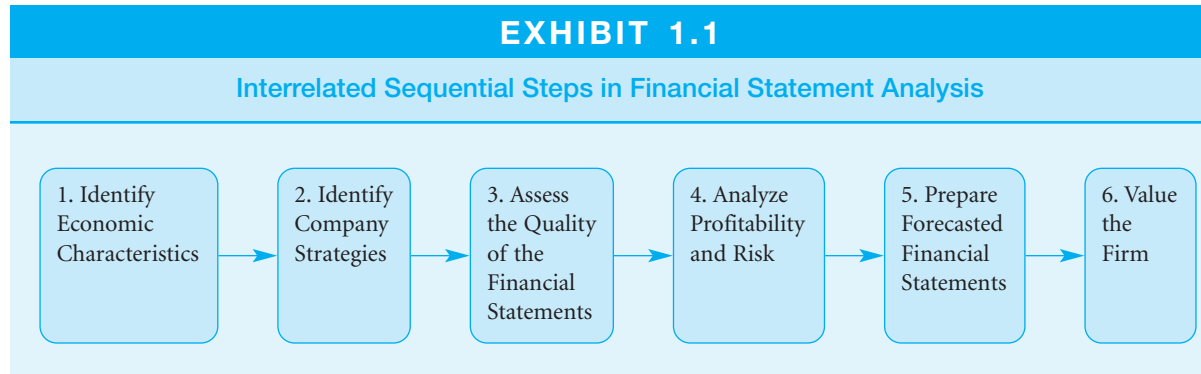 EXHIBIT 1.1
Interrelated Sequential Steps in Financial Statement Analysis
1. Identify
Economic
Characteristics
2. Identify
Company
Strategies
3. Assess
the Quality
of the
Financial
Statements
4. Analyze
Profitability
and Risk
5. Prepare
Forecasted
Financial
Statements
6. Value
the
Firm